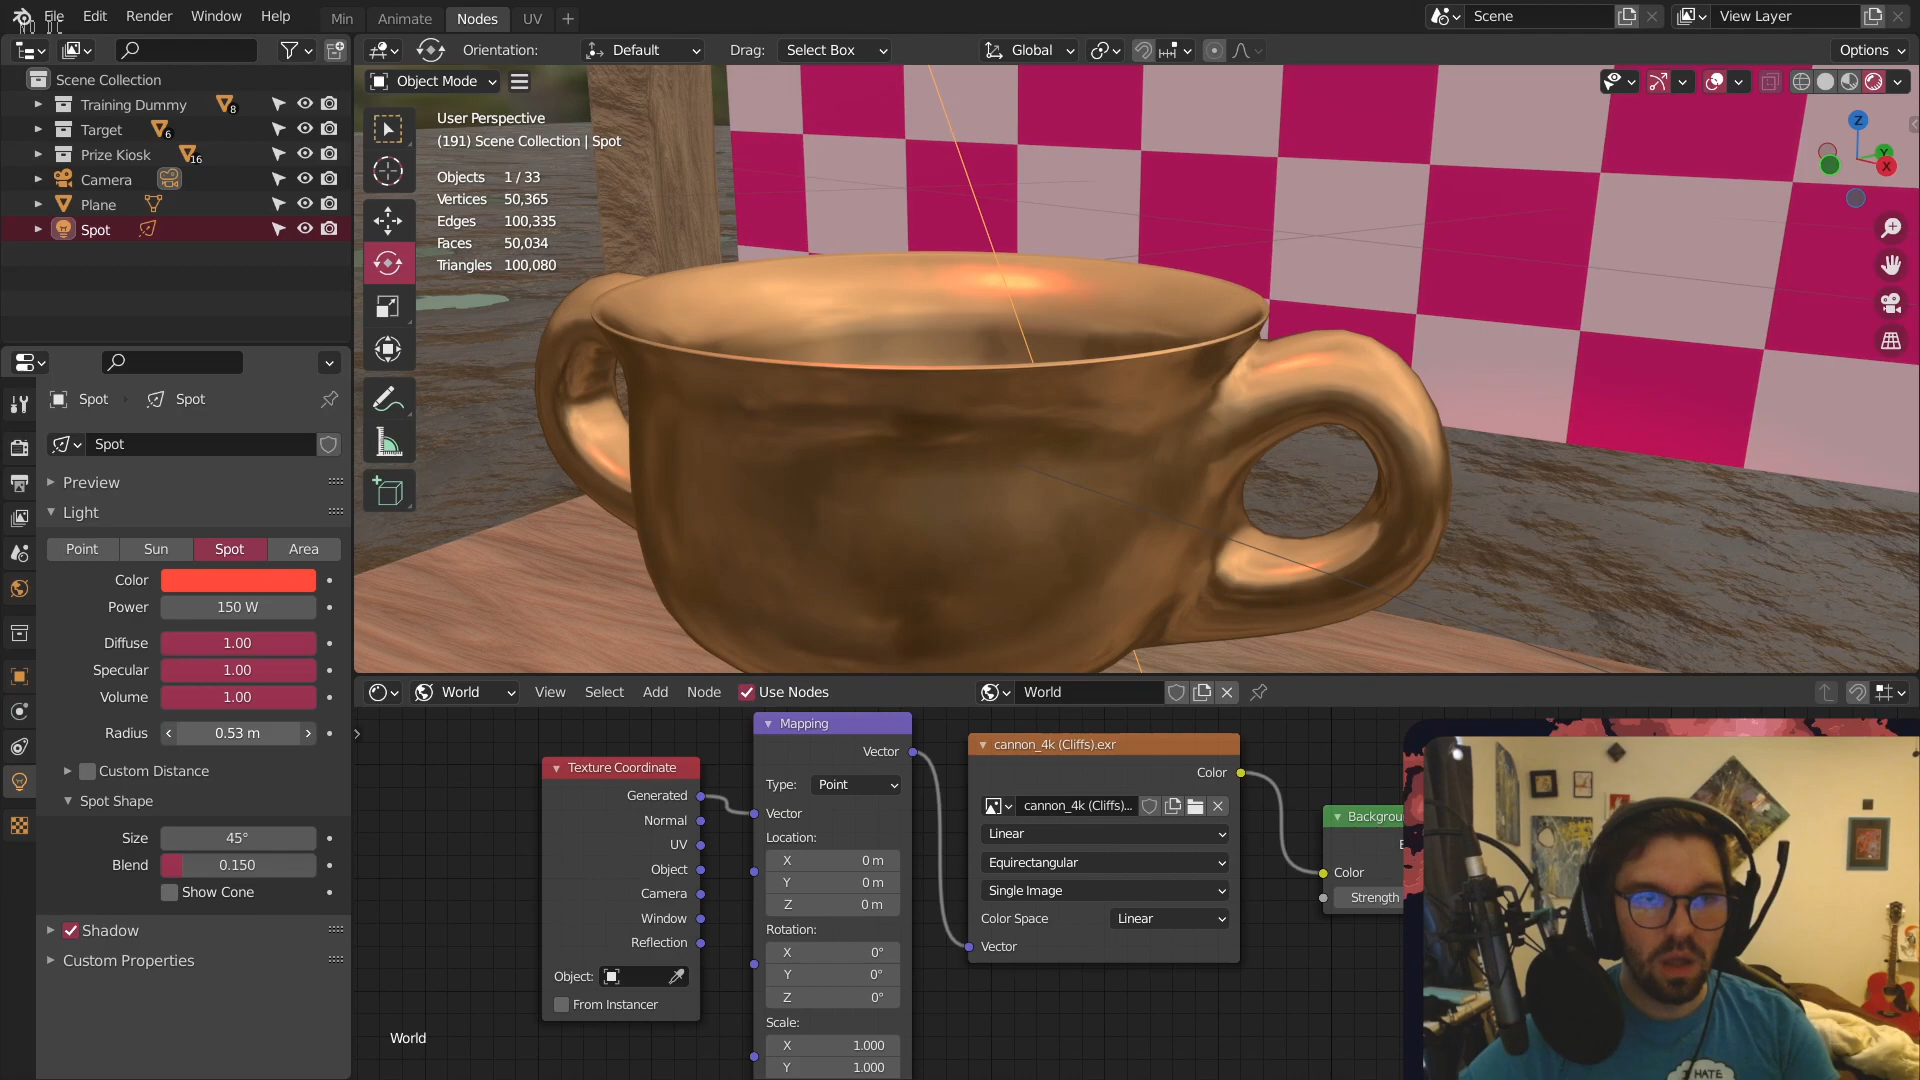 File Edit Render Window Help
Min Animate Nodes UV +
Scene
View Layer
Orientation: Default
Drag: Select Box
Global
Options
Scene Collection
Training Dummy 8
Target 6
Prize Kiosk 16
Camera
Plane
Spot
Object Mode
User Perspective
(191) Scene Collection | Spot
Objects 1 / 33
Vertices 50,365
Edges 100,335
Faces 50,034
Triangles 100,080
Z
Y
X
Spot Spot
Spot
Preview
Light
Point Sun Spot Area
Color
Power 150 W
Diffuse 1.00
Specular 1.00
Volume 1.00
Radius 0.53 m
Custom Distance
Spot Shape
Size 45°
Blend 0.150
Show Cone
Shadow
Custom Properties
World View Select Add Node Use Nodes
World
Texture Coordinate
Generated
Normal
UV
Object
Camera
Window
Reflection
Object:
From Instancer
Mapping
Vector
Type: Point
Vector
Location:
X 0 m
Y 0 m
Z 0 m
Rotation:
X 0°
Y 0°
Z 0°
Scale:
X 1.000
Y 1.000
cannon_4k (Cliffs).exr
Color
cannon_4k (Cliffs)...
Linear
Equirectangular
Single Image
Color Space Linear
Vector
Backgrou
Color
Strength
World
I HATE